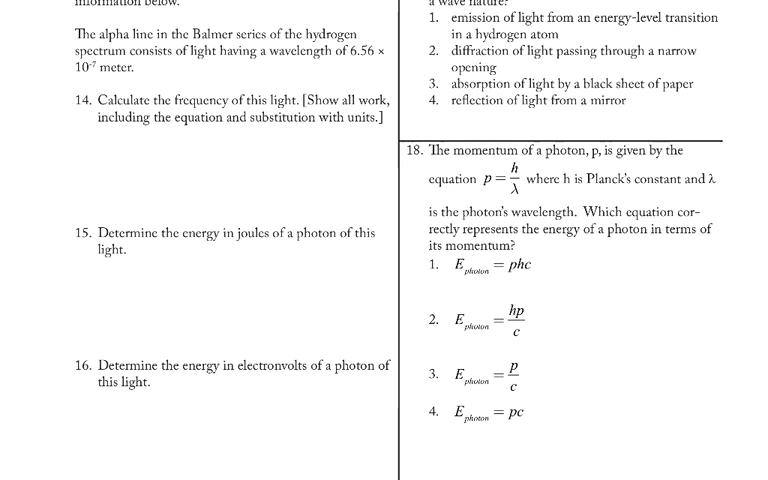 information below.
The alpha line in the Balmer series of the hydrogen
spectrum consists of light having a wavelength of 6.56 ×
10⁻⁷ meter.
14. Calculate the frequency of this light. [Show all work,
including the equation and substitution with units.]
15. Determine the energy in joules of a photon of this
light.
16. Determine the energy in electronvolts of a photon of
this light.
a wave nature?
1. emission of light from an energy-level transition
in a hydrogen atom
2. diffraction of light passing through a narrow
opening
3. absorption of light by a black sheet of paper
4. reflection of light from a mirror
18. The momentum of a photon, p, is given by the
equation p = h/λ where h is Planck's constant and λ
is the photon's wavelength. Which equation cor-
rectly represents the energy of a photon in terms of
its momentum?
1. E photon = phc
2. E photon = hp/c
3. E photon = p/c
4. E photon = pc